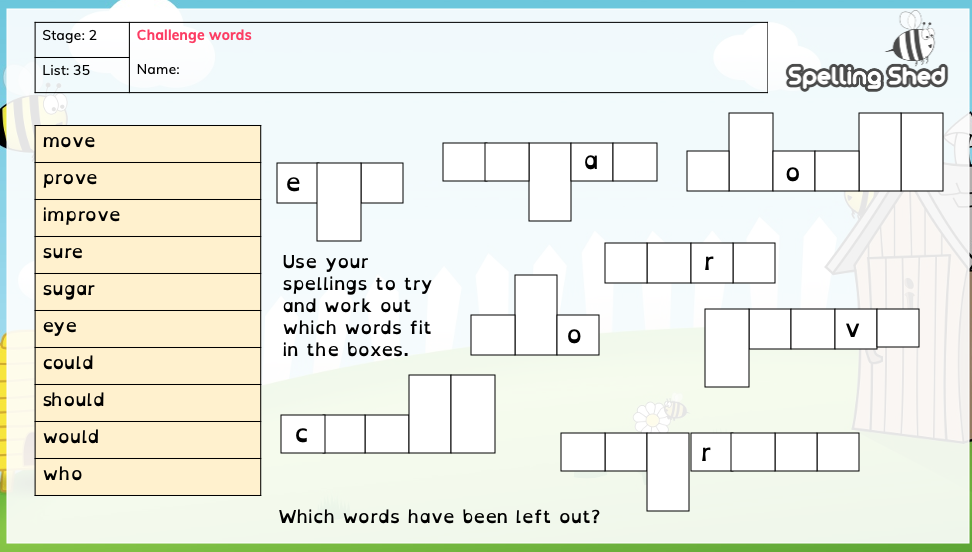 Stage: 2
Challenge words
List: 35
Name:
Spelling Shed
move
prove
improve
sure
sugar
eye
could
should
would
who
e
a
o
Use your
spellings to try
and work out
which words fit
in the boxes.
r
o
v
c
r
Which words have been left out?